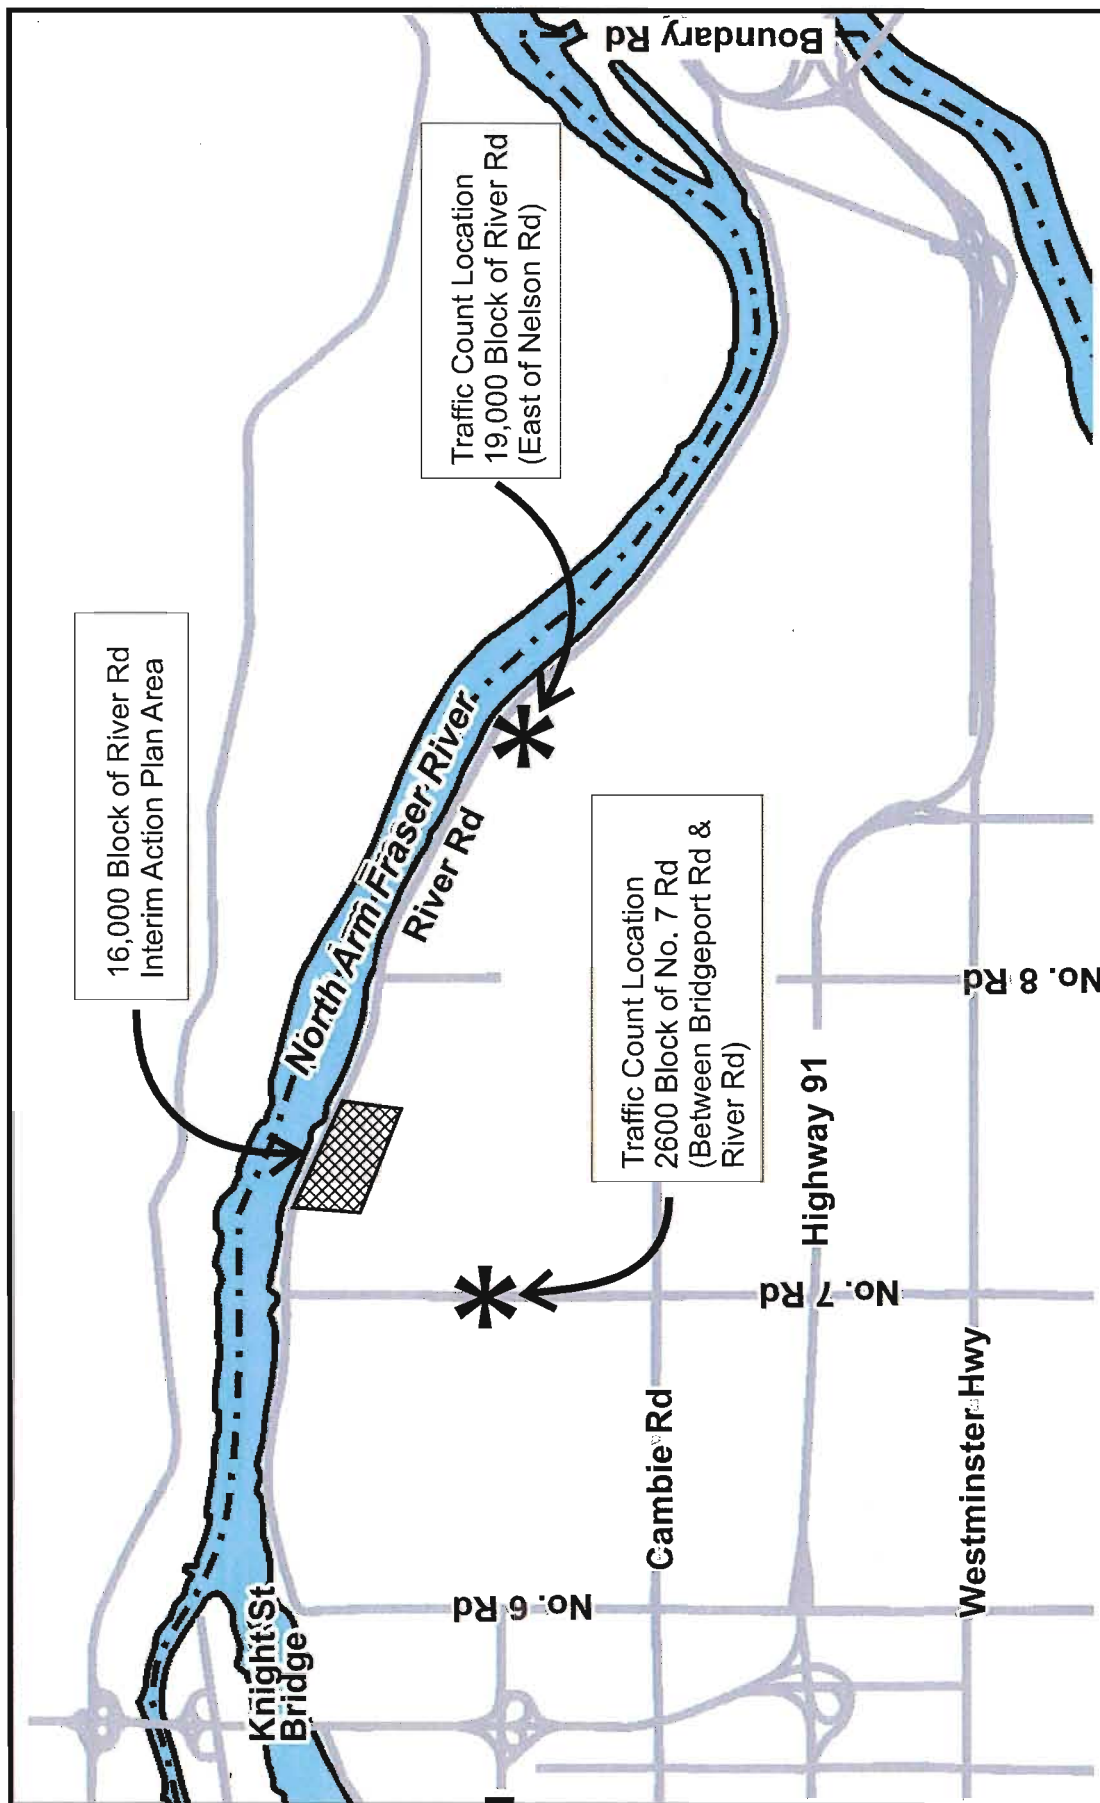 16,000 Block of River Rd
Interim Action Plan Area
Traffic Count Location
19,000 Block of River Rd
(East of Nelson Rd)
Boundary Rd
North Arm Fraser River
River Rd
Knight St
Bridge
Traffic Count Location
2600 Block of No. 7 Rd
(Between Bridgeport Rd &
River Rd)
No. 6 Rd
No. 7 Rd
No. 8 Rd
Cambie Rd
Highway 91
Westminster Hwy